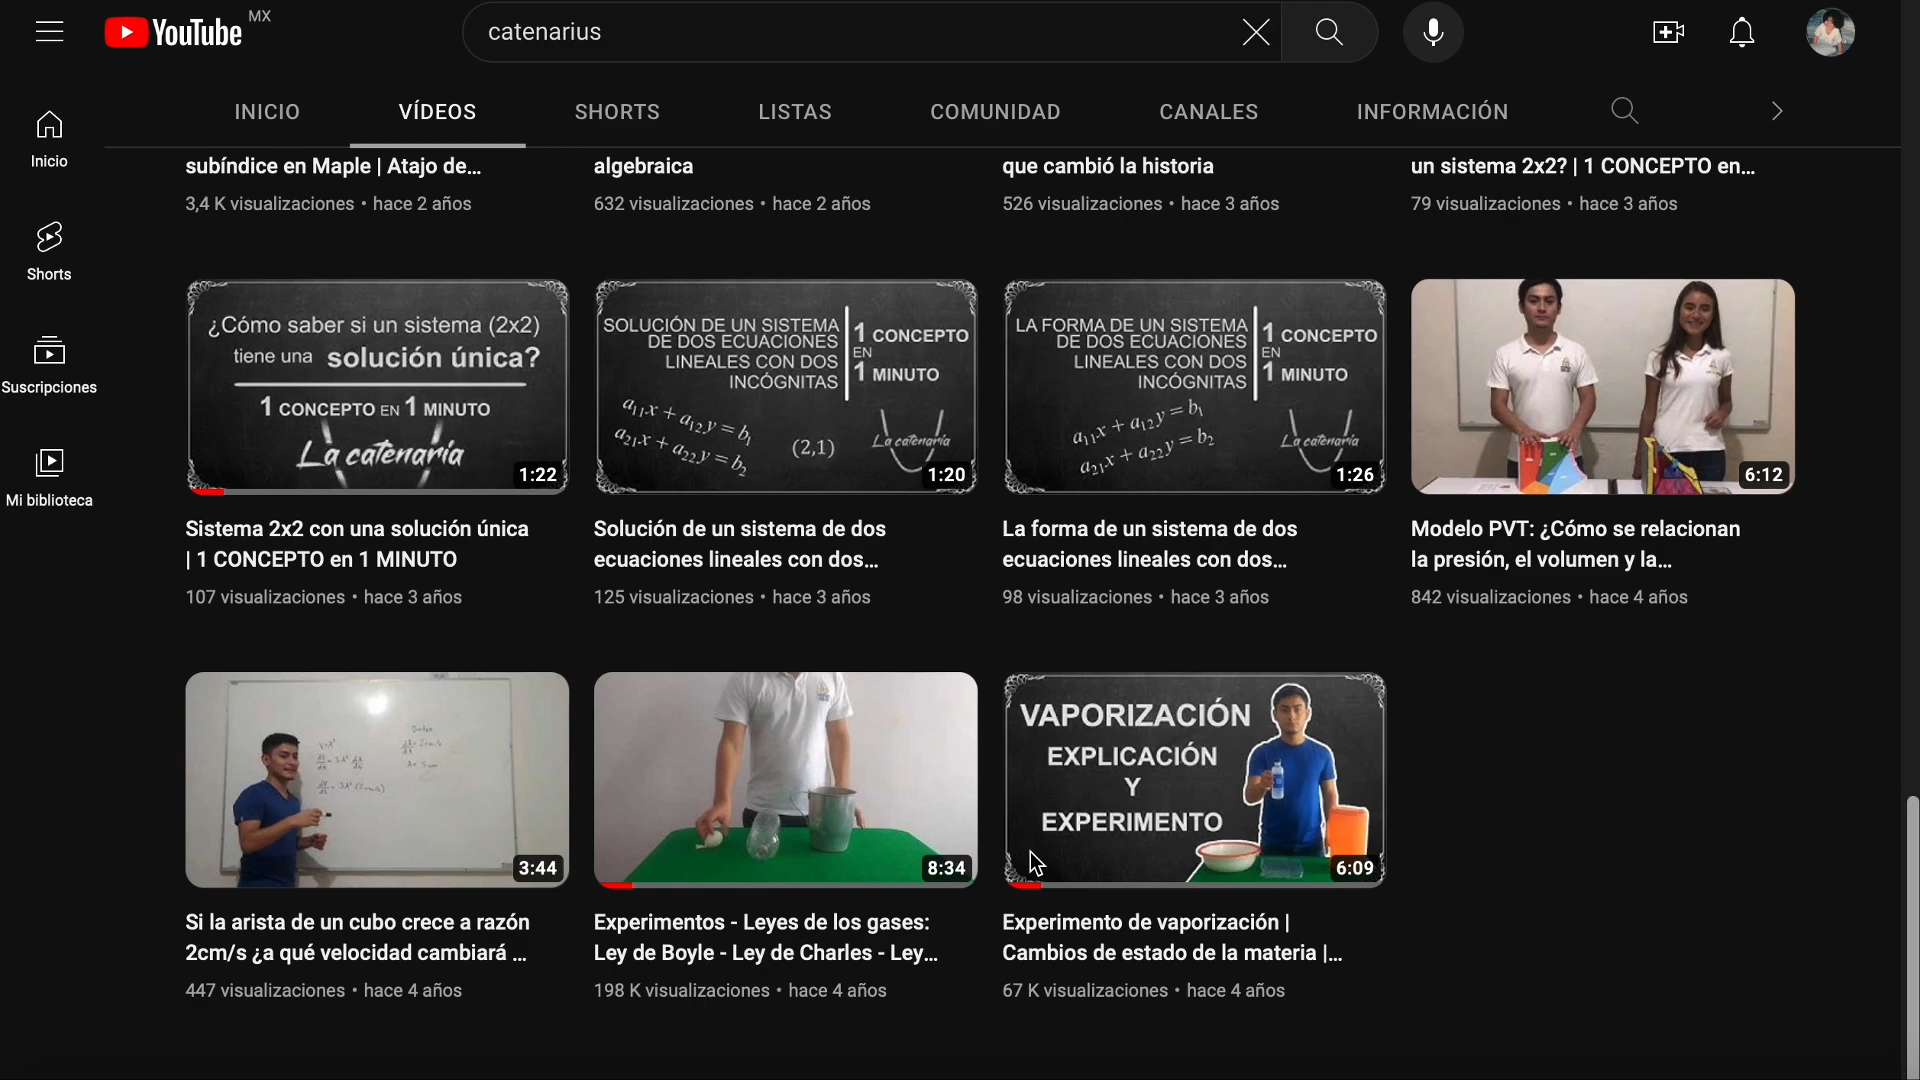 YouTube MX
catenarius
INICIO VÍDEOS SHORTS LISTAS COMUNIDAD CANALES INFORMACIÓN
Inicio
Shorts
Suscripciones
Mi biblioteca
subíndice en Maple | Atajo de...
3,4 K visualizaciones • hace 2 años
algebraica
632 visualizaciones • hace 2 años
que cambió la historia
526 visualizaciones • hace 3 años
un sistema 2x2? | 1 CONCEPTO en...
79 visualizaciones • hace 3 años
¿Cómo saber si un sistema (2x2)
tiene una solución única?
1 CONCEPTO EN 1 MINUTO
La catenaria
1:22
Sistema 2x2 con una solución única
| 1 CONCEPTO en 1 MINUTO
107 visualizaciones • hace 3 años
SOLUCIÓN DE UN SISTEMA
DE DOS ECUACIONES
LINEALES CON DOS
INCÓGNITAS
1 CONCEPTO
EN
1 MINUTO
a₁₁x + a₁₂y = b₁
a₂₁x + a₂₂y = b₂
(2,1)
La catenaria
1:20
Solución de un sistema de dos
ecuaciones lineales con dos...
125 visualizaciones • hace 3 años
LA FORMA DE UN SISTEMA
DE DOS ECUACIONES
LINEALES CON DOS
INCÓGNITAS
1 CONCEPTO
EN
1 MINUTO
a₁₁x + a₁₂y = b₁
a₂₁x + a₂₂y = b₂
La catenaria
1:26
La forma de un sistema de dos
ecuaciones lineales con dos...
98 visualizaciones • hace 3 años
6:12
Modelo PVT: ¿Cómo se relacionan
la presión, el volumen y la...
842 visualizaciones • hace 4 años
3:44
Si la arista de un cubo crece a razón
2cm/s ¿a qué velocidad cambiará ...
447 visualizaciones • hace 4 años
8:34
Experimentos - Leyes de los gases:
Ley de Boyle - Ley de Charles - Ley...
198 K visualizaciones • hace 4 años
VAPORIZACIÓN
EXPLICACIÓN
Y
EXPERIMENTO
6:09
Experimento de vaporización |
Cambios de estado de la materia |...
67 K visualizaciones • hace 4 años